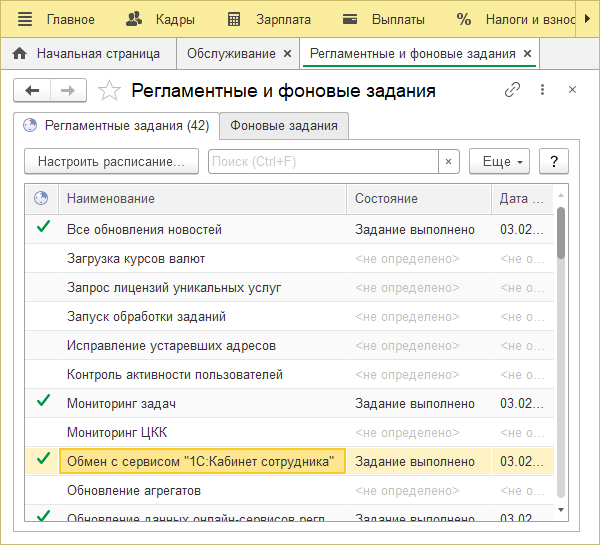 Главное Кадры Зарплата Выплаты % Налоги и взнос
Начальная страница Обслуживание × Регламентные и фоновые задания ×
Регламентные и фоновые задания
Регламентные задания (42) Фоновые задания
Настроить расписание... Поиск (Ctrl+F) × Еще ?
Наименование Состояние Дата ...
Все обновления новостей Задание выполнено 03.02...
Загрузка курсов валют <не определено> <не о...
Запрос лицензий уникальных услуг <не определено> <не о...
Запуск обработки заданий <не определено> <не о...
Исправление устаревших адресов <не определено> <не о...
Контроль активности пользователей <не определено> <не о...
Мониторинг задач Задание выполнено 03.02...
Мониторинг ЦКК <не определено> <не о...
Обмен с сервисом "1С:Кабинет сотрудника" Задание выполнено 03.02...
Обновление агрегатов <не определено> <не о...
Обновление данных онлайн-сервисов регл Задание выполнено 03.02...